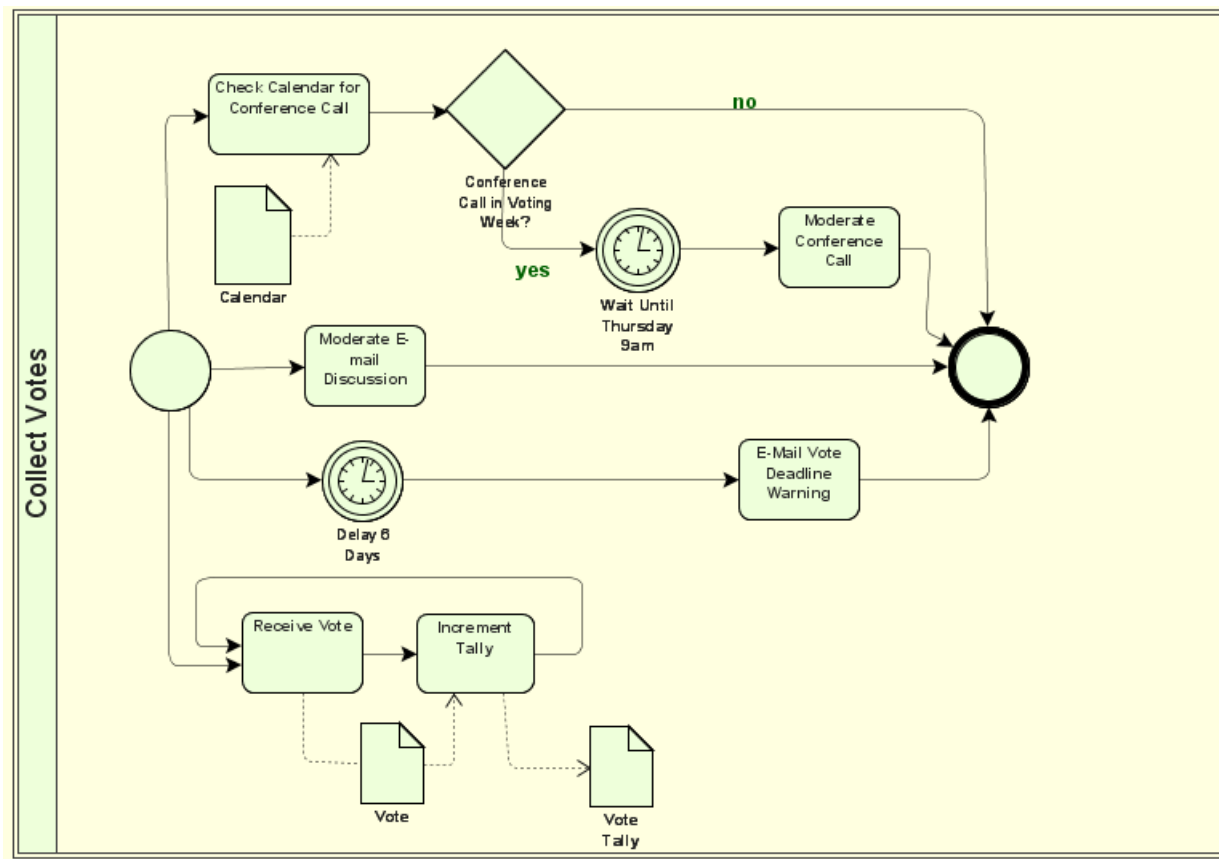 Collect Votes
Check Calendar for
Conference Call
no
Conference
Call in Voting
Week?
Calendar
yes
Wait Until
Thursday
9am
Moderate
Conference
Call
Moderate E-
mail
Discussion
Delay 6
Days
E-Mail Vote
Deadline
Warning
Receive Vote
Increment
Tally
Vote
Vote
Tally